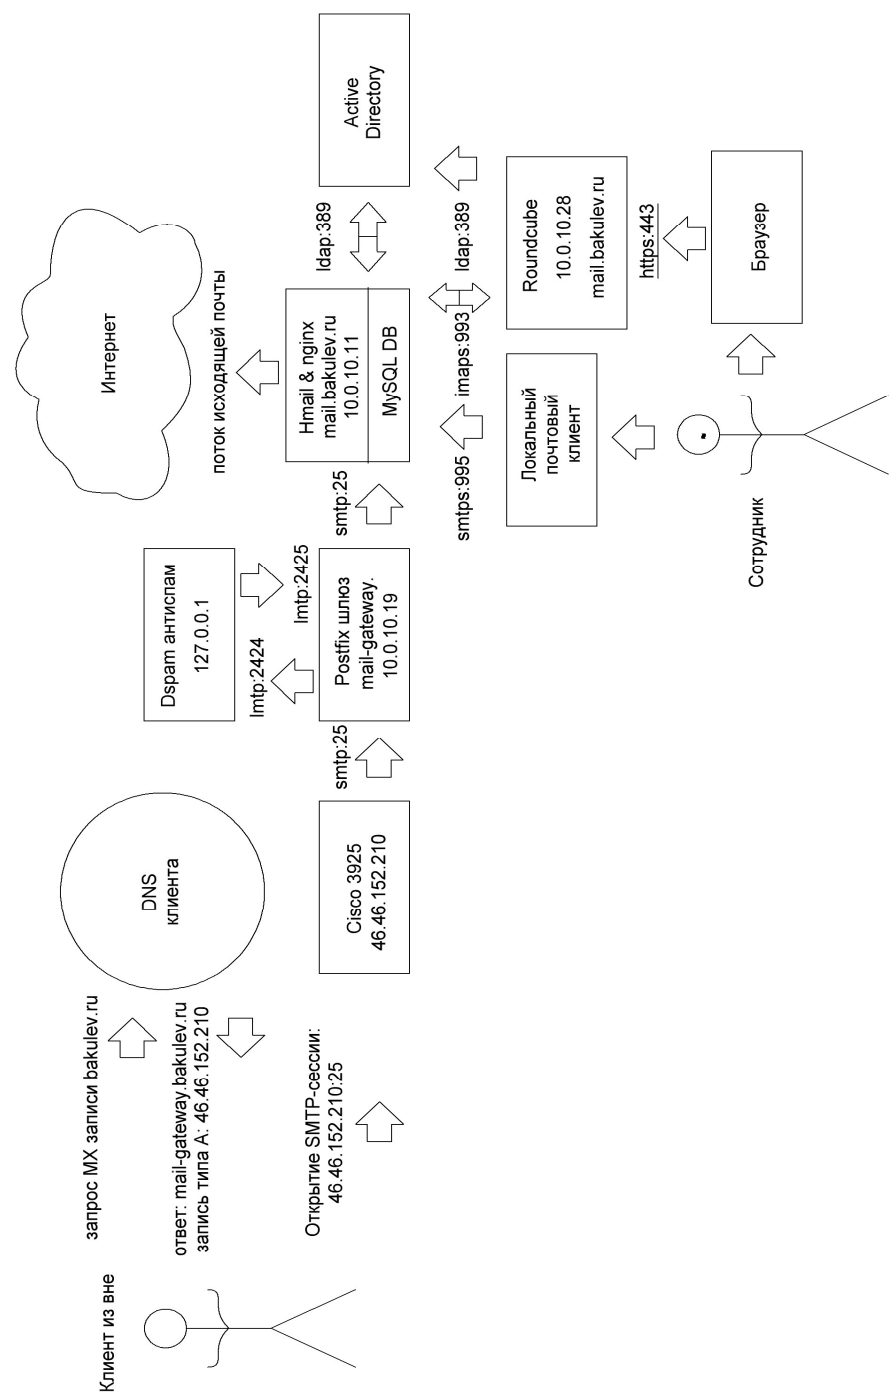 Клиент из вне
запрос MX записи bakulev.ru
ответ: mail-gateway.bakulev.ru
запись типа А: 46.46.152.210
Открытие SMTP-сессии:
46.46.152.210:25
DNS
клиента
Cisco 3925
46.46.152.210
smtp:25
Dspam антиспам
127.0.0.1
lmtp:2424
lmtp:2425
Postfix шлюз
mail-gateway.
10.0.10.19
smtp:25
Интернет
поток исходящей почты
Hmail & nginx
mail.bakulev.ru
10.0.10.11
MySQL DB
ldap:389
Active
Directory
smtps:995
imaps:993
ldap:389
Локальный
почтовый
клиент
Roundcube
10.0.10.28
mail.bakulev.ru
https:443
Браузер
Сотрудник